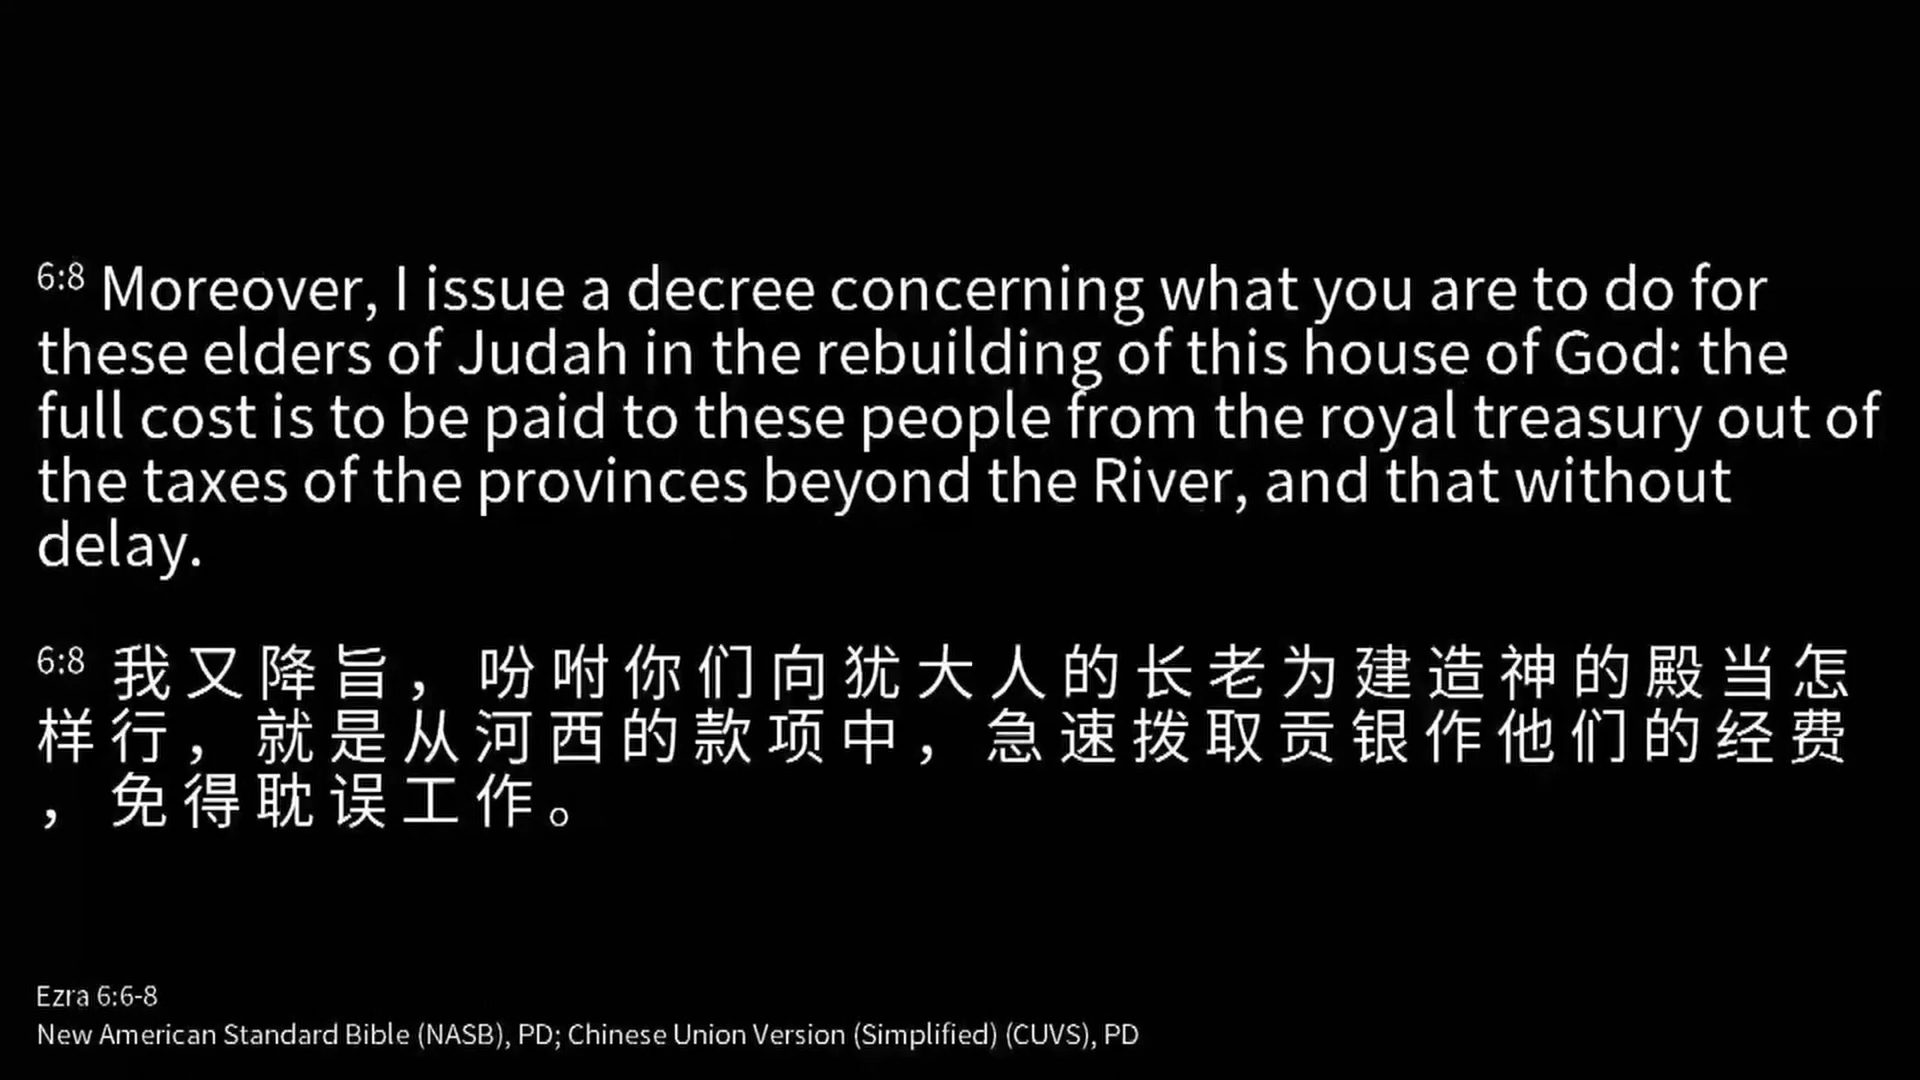 6:8 Moreover, I issue a decree concerning what you are to do for
these elders of Judah in the rebuilding of this house of God: the
full cost is to be paid to these people from the royal treasury out of
the taxes of the provinces beyond the River, and that without
delay.
6:8 我又降旨，吩咐你们向犹大人的长老为建造神的殿当怎
样行，就是从河西的款项中，急速拨取贡银作他们的经费
，免得耽误工作。
Ezra 6:6-8
New American Standard Bible (NASB), PD; Chinese Union Version (Simplified) (CUVS), PD